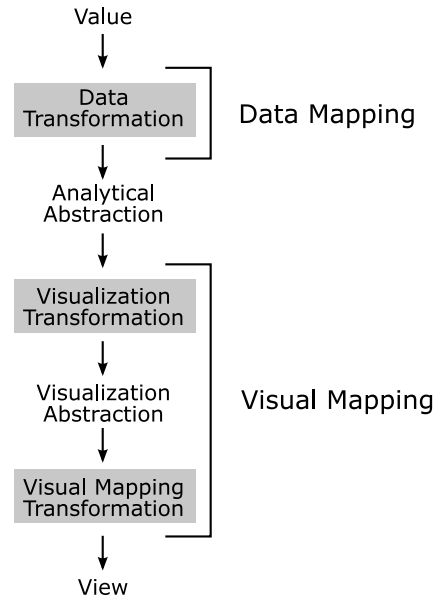 Value
Data
Transformation
Data Mapping
Analytical
Abstraction
Visualization
Transformation
Visualization
Abstraction
Visual Mapping
Visual Mapping
Transformation
View